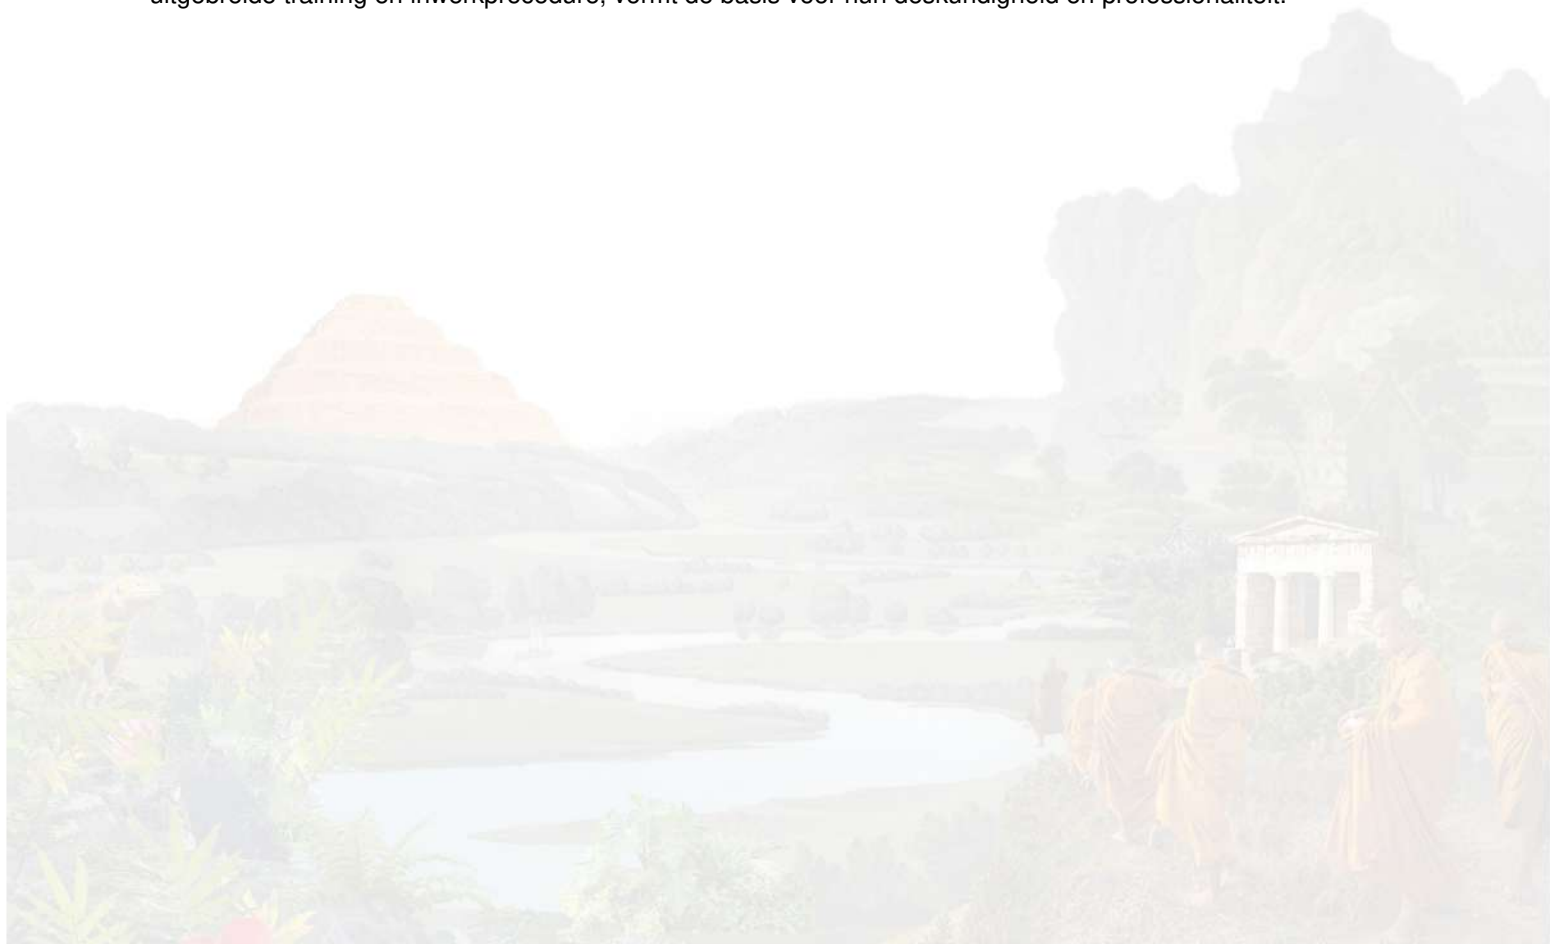 uitgebreide training en inwerkprocedure, vormt de basis voor hun deskundigheid en professionaliteit.